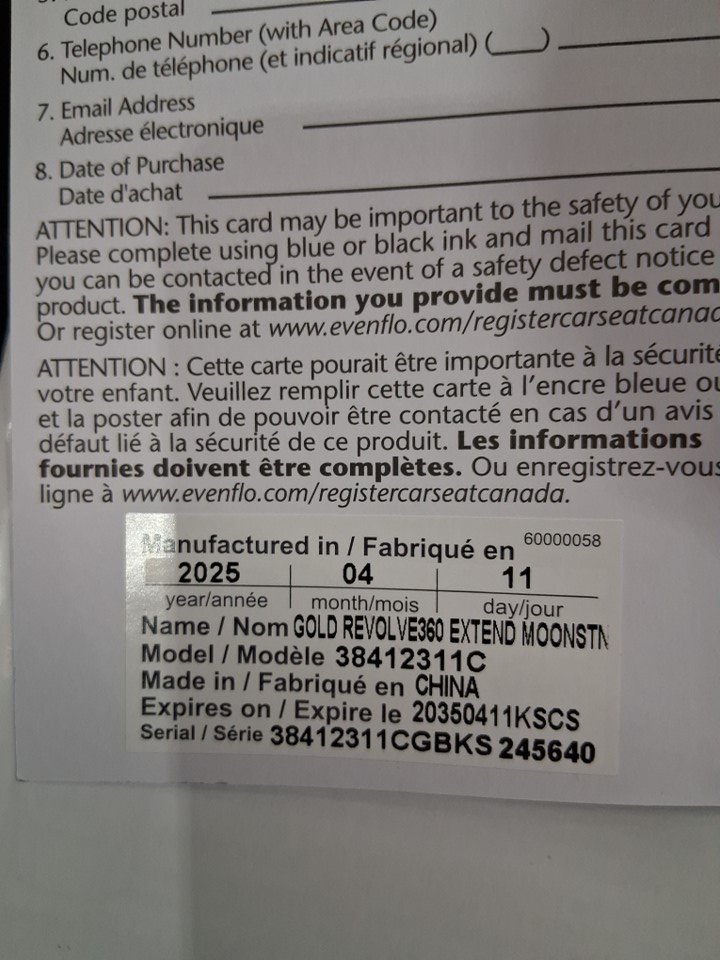 Code postal
6. Telephone Number (with Area Code)
Num. de téléphone (et indicatif régional) (___)
7. Email Address
Adresse électronique
8. Date of Purchase
Date d'achat
ATTENTION: This card may be important to the safety of
Please complete using blue or black ink and mail this card
you can be contacted in the event of a safety defect notice
product. The information you provide must be
Or register online at www.evenflo.com/registercarseatcanad
ATTENTION : Cette carte pourait être importante à la sécurité
votre enfant. Veuillez remplir cette carte à l'encre bleue ou
et la poster afin de pouvoir être contacté en cas d'un avis
défaut lié à la sécurité de ce produit. Les informations
fournies doivent être complètes. Ou enregistrez-vous
ligne à www.evenflo.com/registercarseatcanada.
Manufactured in / Fabriqué en 60000058
2025 | 04 | 11
year/année | month/mois | day/jour
Name / Nom GOLD REVOLVE360 EXTEND MOONSTN
Model / Modèle 38412311C
Made in / Fabriqué en CHINA
Expires on / Expire le 20350411KSCS
Serial / Série 38412311CGBKS 245640